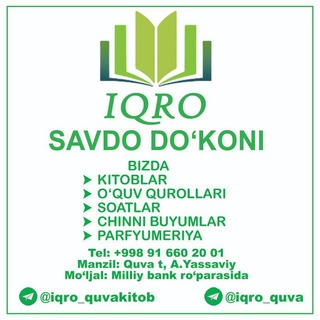 IQRO
SAVDO DO‘KONI
BIZDA
KITOBLAR
O‘QUV QUROLLARI
SOATLAR
CHINNI BUYUMLAR
PARFYUMERIYA
Tel: +998 91 660 20 01
Manzil: Quva t, A.Yassaviy
Mo‘ljal: Milliy bank ro‘parasida
@iqro_quvakitob @iqro_quva